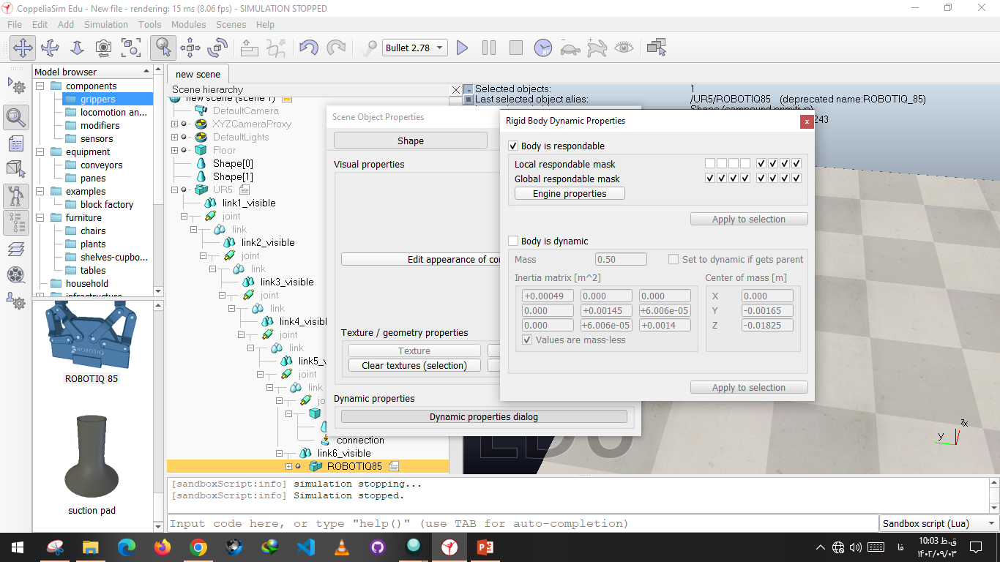 CoppeliaSim Edu - New file - rendering: 15 ms (8.06 fps) - SIMULATION STOPPED
File Edit Add Simulation Tools Modules Scenes Help
Bullet 2.78
Model browser
components
grippers
locomotion an...
modifiers
sensors
equipment
conveyors
panes
examples
block factory
furniture
chairs
plants
shelves-cupbo...
tables
household
infrastructure
ROBOTIQ
ROBOTIQ 85
suction pad
new scene
Scene hierarchy
new scene (scene 1)
DefaultCamera
XYZCameraProxy
DefaultLights
Floor
Shape[0]
Shape[1]
UR5
link1_visible
joint
link
link2_visible
joint
link
link3_visible
joint
link
link4_visibl
joint
link
link5_v
joint
link
jo
connection
link6_visible
ROBOTIQ85
Selected objects: 1
Last selected object alias: /UR5/ROBOTIQ85 (deprecated name:ROBOTIQ_85)
Shape (compound primitive)
243
Scene Object Properties
Shape
Visual properties
Edit appearance of cor
Texture / geometry properties
Texture
Clear textures (selection)
Dynamic properties
Dynamic properties dialog
Rigid Body Dynamic Properties
x
Body is respondable
Local respondable mask
Global respondable mask
Engine properties
Apply to selection
Body is dynamic
Mass 0.50 Set to dynamic if gets parent
Inertia matrix [m^2] Center of mass [m]
+0.00049 0.000 0.000 X 0.000
0.000 +0.00145 +6.006e-05 Y -0.00165
0.000 +6.006e-05 +0.0014 Z -0.01825
Values are mass-less
Apply to selection
EDU
y
z
x
[sandboxScript:info] simulation stopping...
[sandboxScript:info] Simulation stopped.
Input code here, or type "help()" (use TAB for auto-completion)
Sandbox script (Lua)
فا
10:03 ق.ظ
۱۴۰۲/۰۹/۰۳